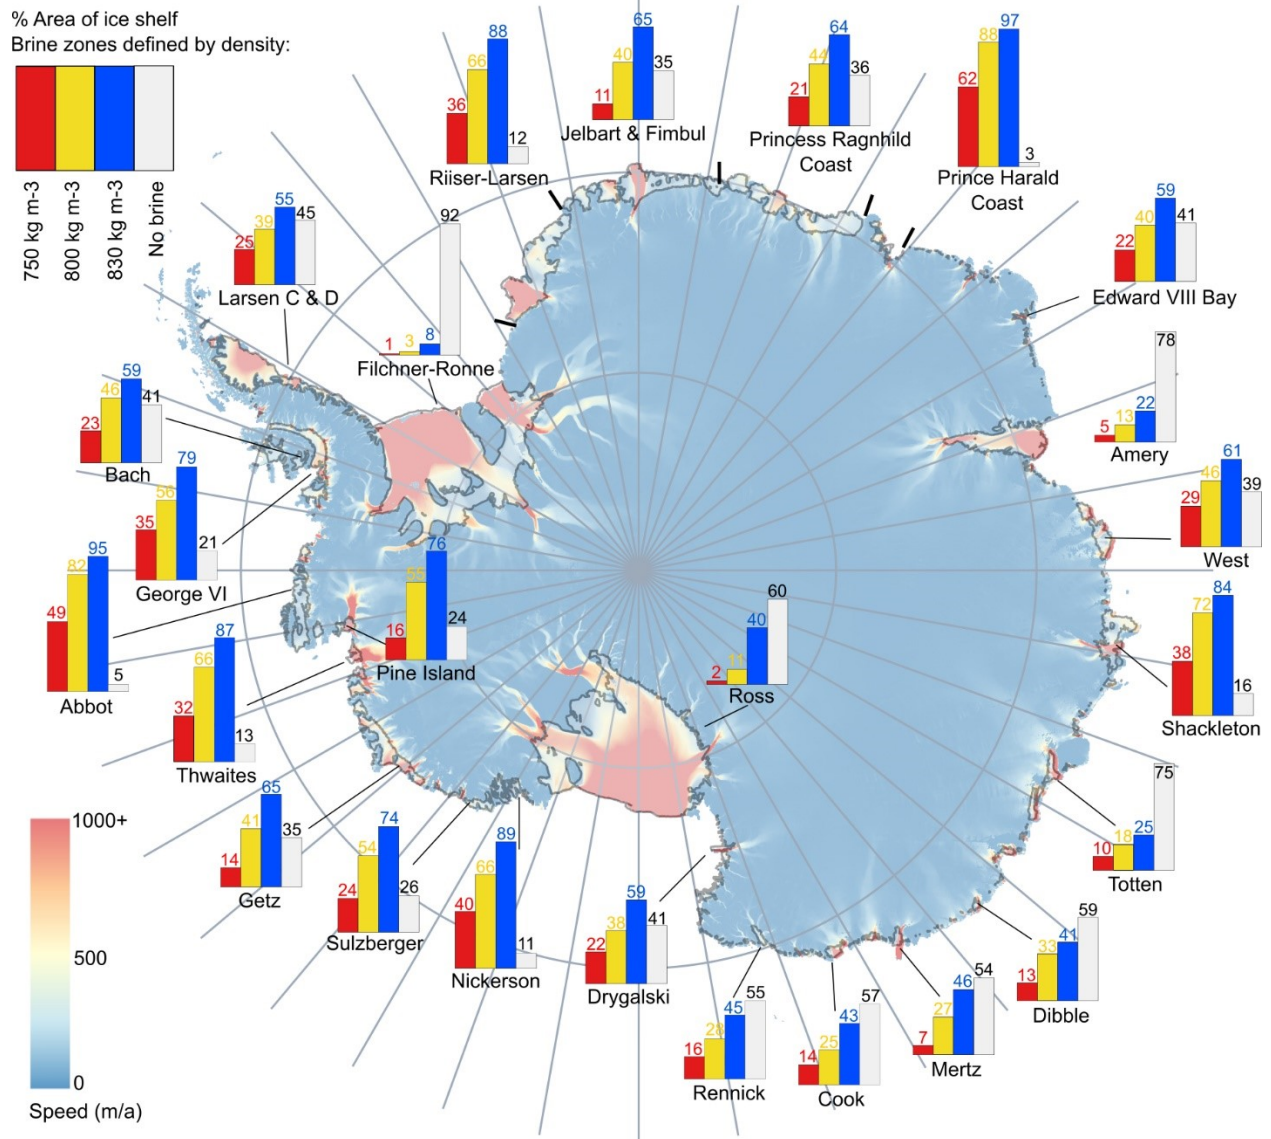 % Area of ice shelf
Brine zones defined by density:
750 kg m-3
800 kg m-3
830 kg m-3
No brine
36 66 88 12
Riiser-Larsen
11 40 65 35
Jelbart & Fimbul
21 44 64 36
Princess Ragnhild
Coast
62 88 97 3
Prince Harald
Coast
25 39 55 45
Larsen C & D
1 3 8 92
Filchner-Ronne
22 40 59 41
Edward VIII Bay
5 13 22 78
Amery
23 46 59 41
Bach
29 46 61 39
West
35 56 79 21
George VI
49 82 95 5
Abbot
16 55 76 24
Pine Island
2 11 40 60
Ross
38 72 84 16
Shackleton
32 66 87 13
Thwaites
10 18 25 75
Totten
14 41 65 35
Getz
24 54 74 26
Sulzberger
40 66 89 11
Nickerson
22 38 59 41
Drygalski
13 33 41 59
Dibble
7 27 46 54
Mertz
16 28 45 55
Rennick
14 25 43 57
Cook
1000+
500
0
Speed (m/a)